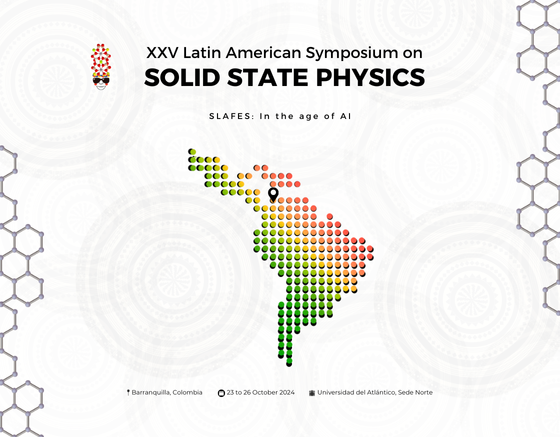 XXV Latin American Symposium on
SOLID STATE PHYSICS
SLAFES: In the age of AI
Barranquilla, Colombia 23 to 26 October 2024 Universidad del Atlántico, Sede Norte